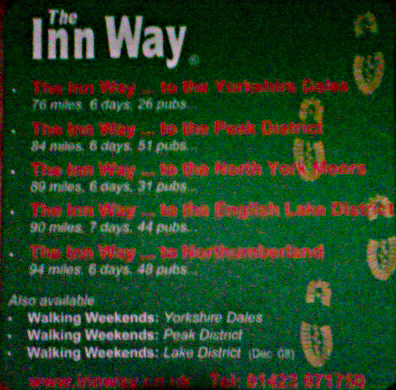 The
Inn Way®
• The Inn Way ... to the Yorkshire Dales
76 miles, 6 days, 26 pubs...
• The Inn Way ... to the Peak District
84 miles, 6 days, 51 pubs...
• The Inn Way ... to the North York Moors
89 miles, 6 days, 31 pubs...
• The Inn Way ... to the English Lake District
90 miles, 7 days, 44 pubs...
• The Inn Way ... to Northumberland
94 miles, 6 days, 48 pubs...
Also available
• Walking Weekends: Yorkshire Dales
• Walking Weekends: Peak District
• Walking Weekends: Lake District (Dec 08)
www.innway.co.uk Tel: 01423 871750